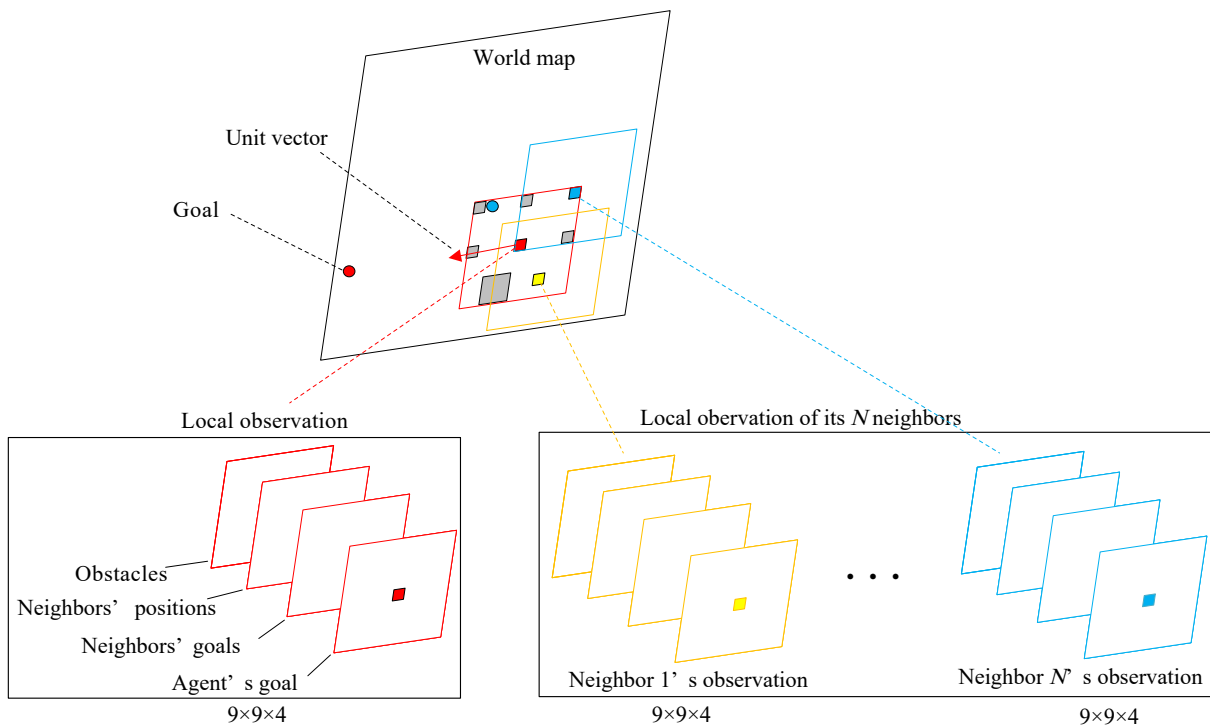 World map
Unit vector
Goal
Local observation
Local obervation of its N neighbors
Obstacles
Neighbors’ positions
Neighbors’ goals
Agent’ s goal
. . .
Neighbor 1’ s observation
Neighbor N’ s observation
9×9×4
9×9×4
9×9×4